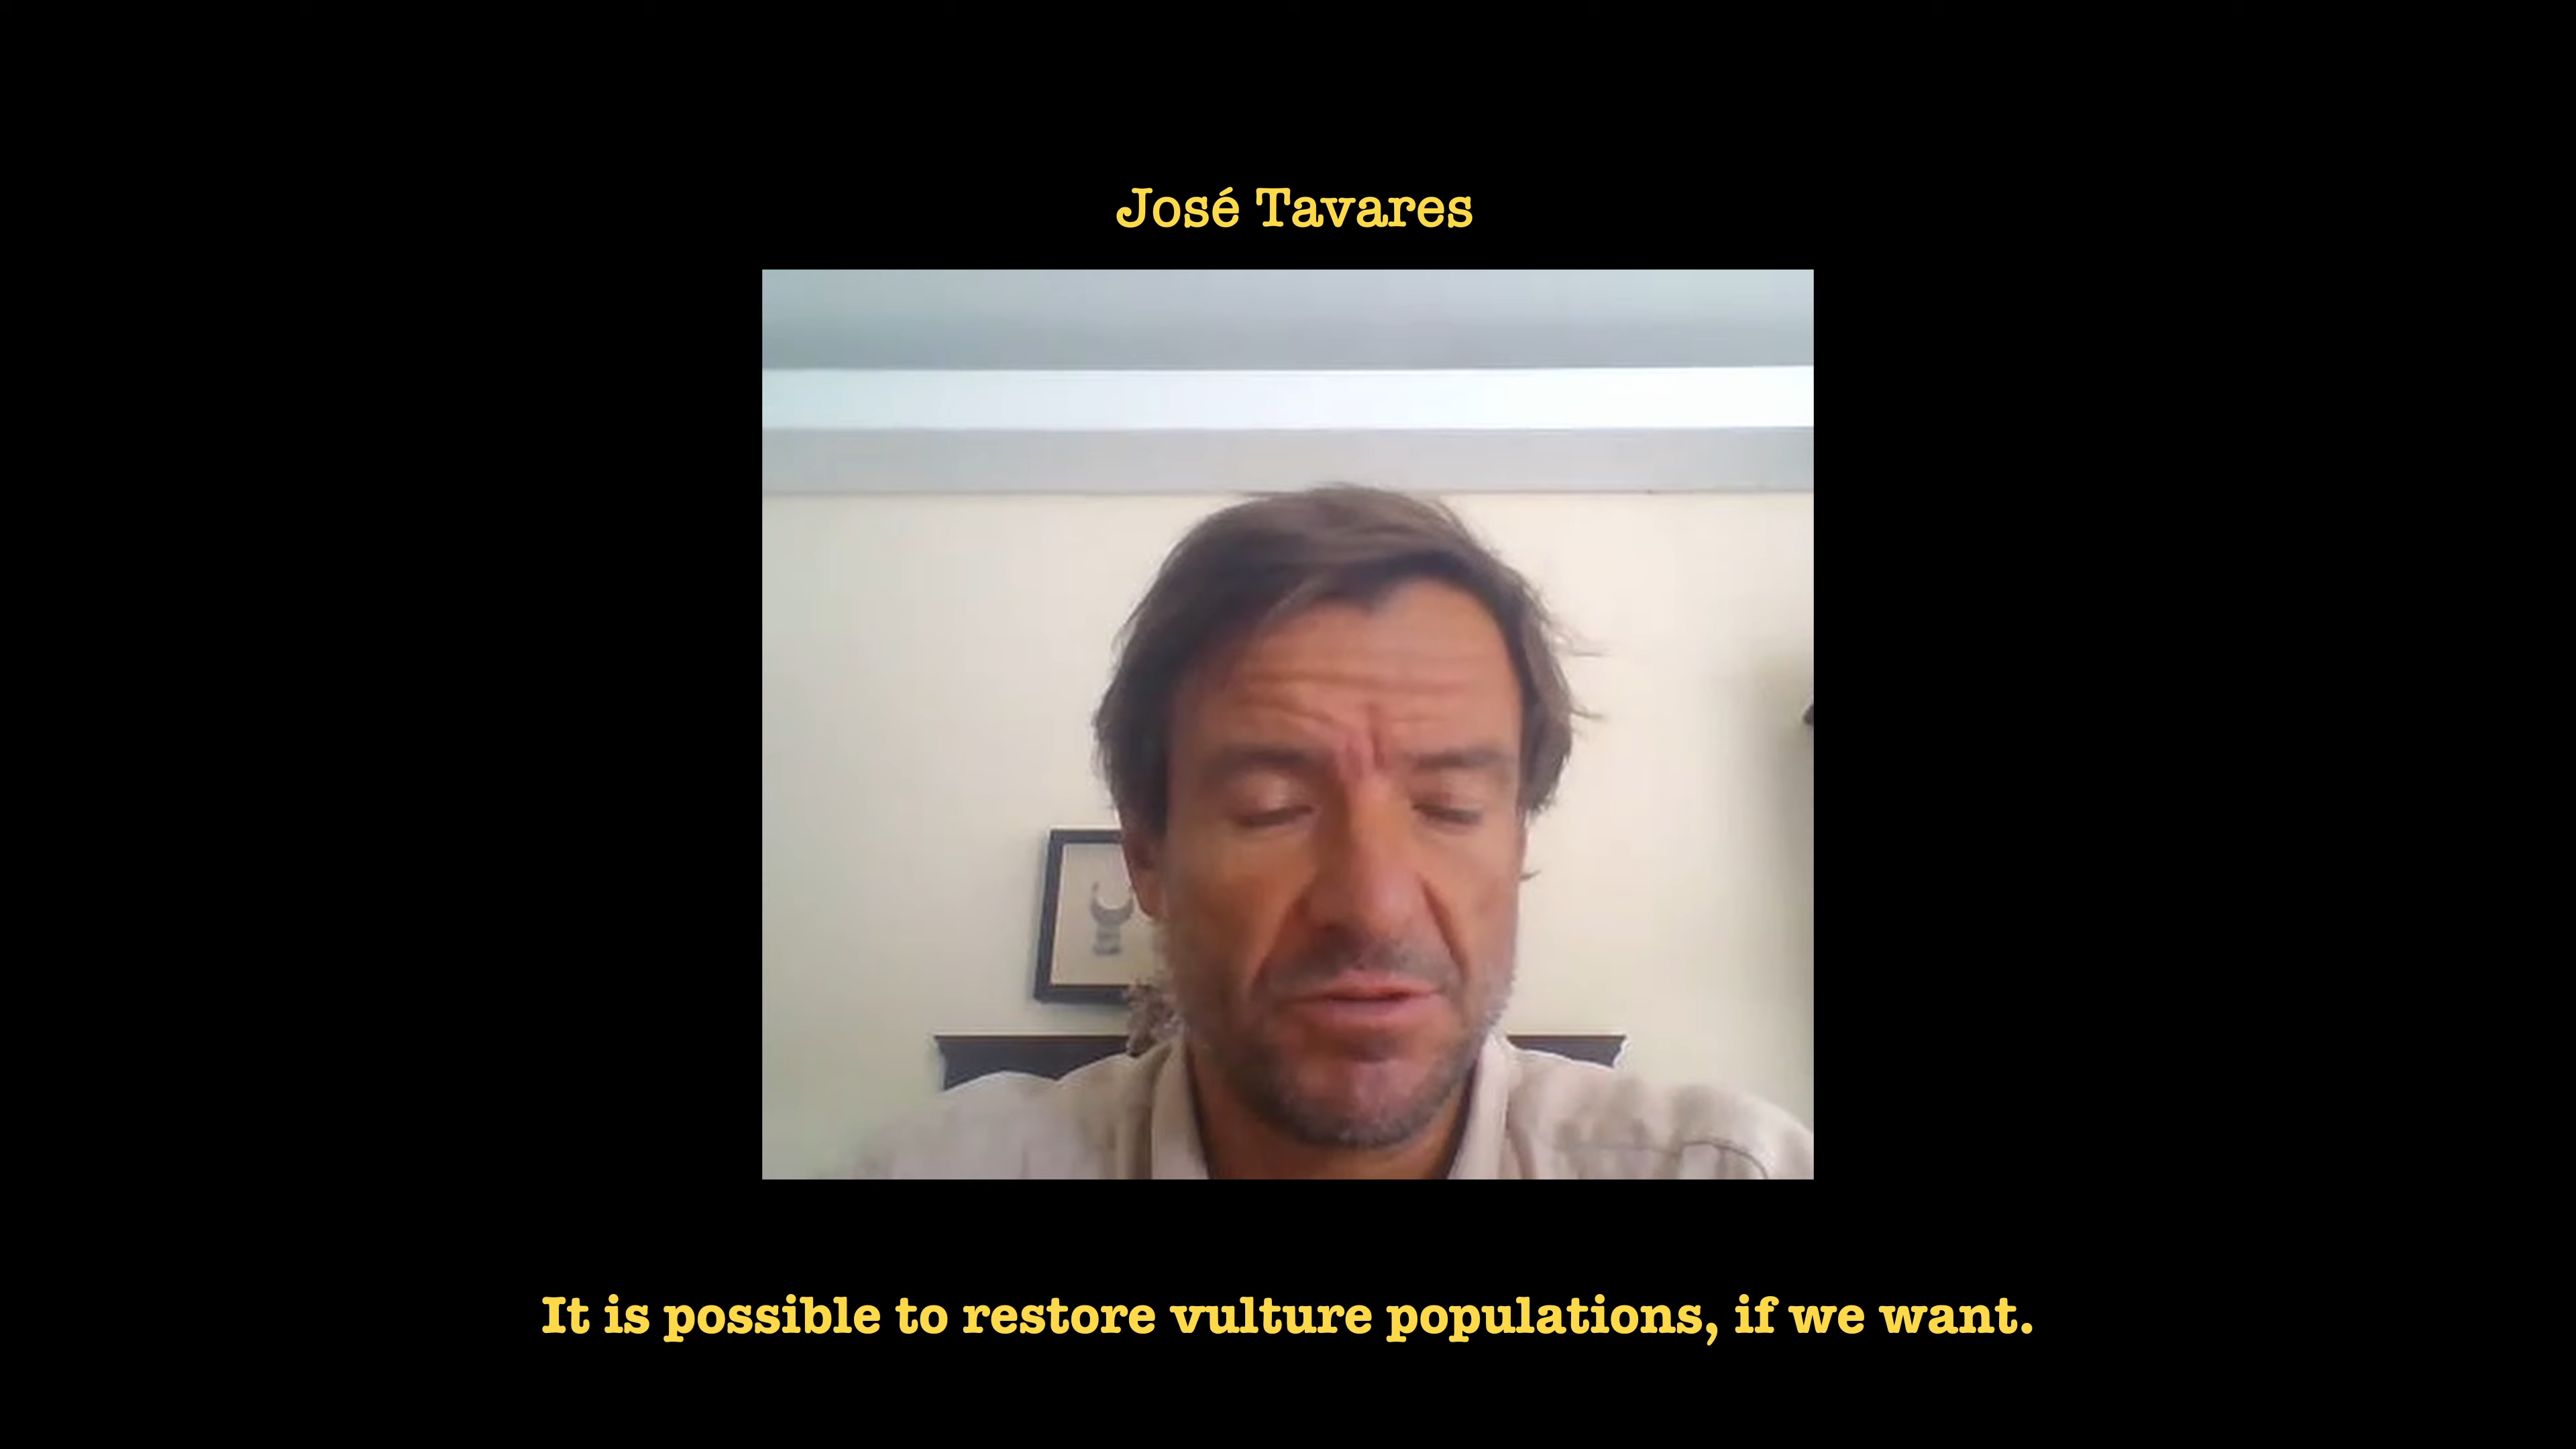 José Tavares
It is possible to restore vulture populations, if we want.